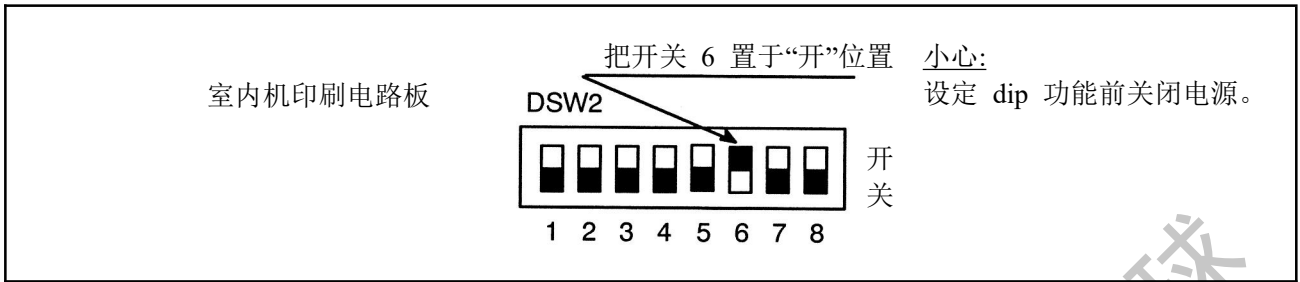 把开关 6 置于“开”位置
小心:
室内机印刷电路板
设定 dip 功能前关闭电源。
DSW2
开
关
1 2 3 4 5 6 7 8
球